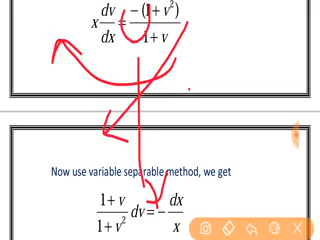 x dv/dx = -(1+v²)/1+v
Now use variable separable method, we get
1+v/1+v² dv = - dx/x